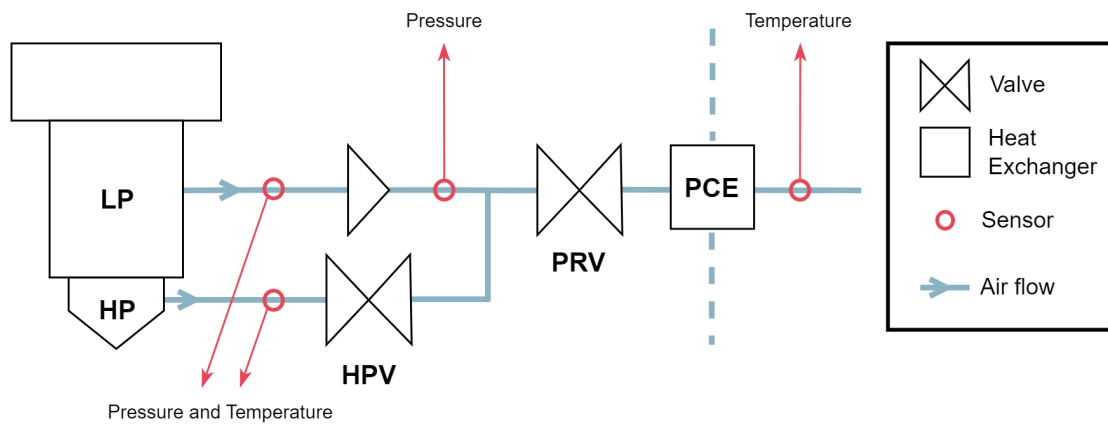 Pressure
Temperature
Valve
Heat
Exchanger
LP
PCE
Sensor
PRV
HP
Air flow
HPV
Pressure and Temperature